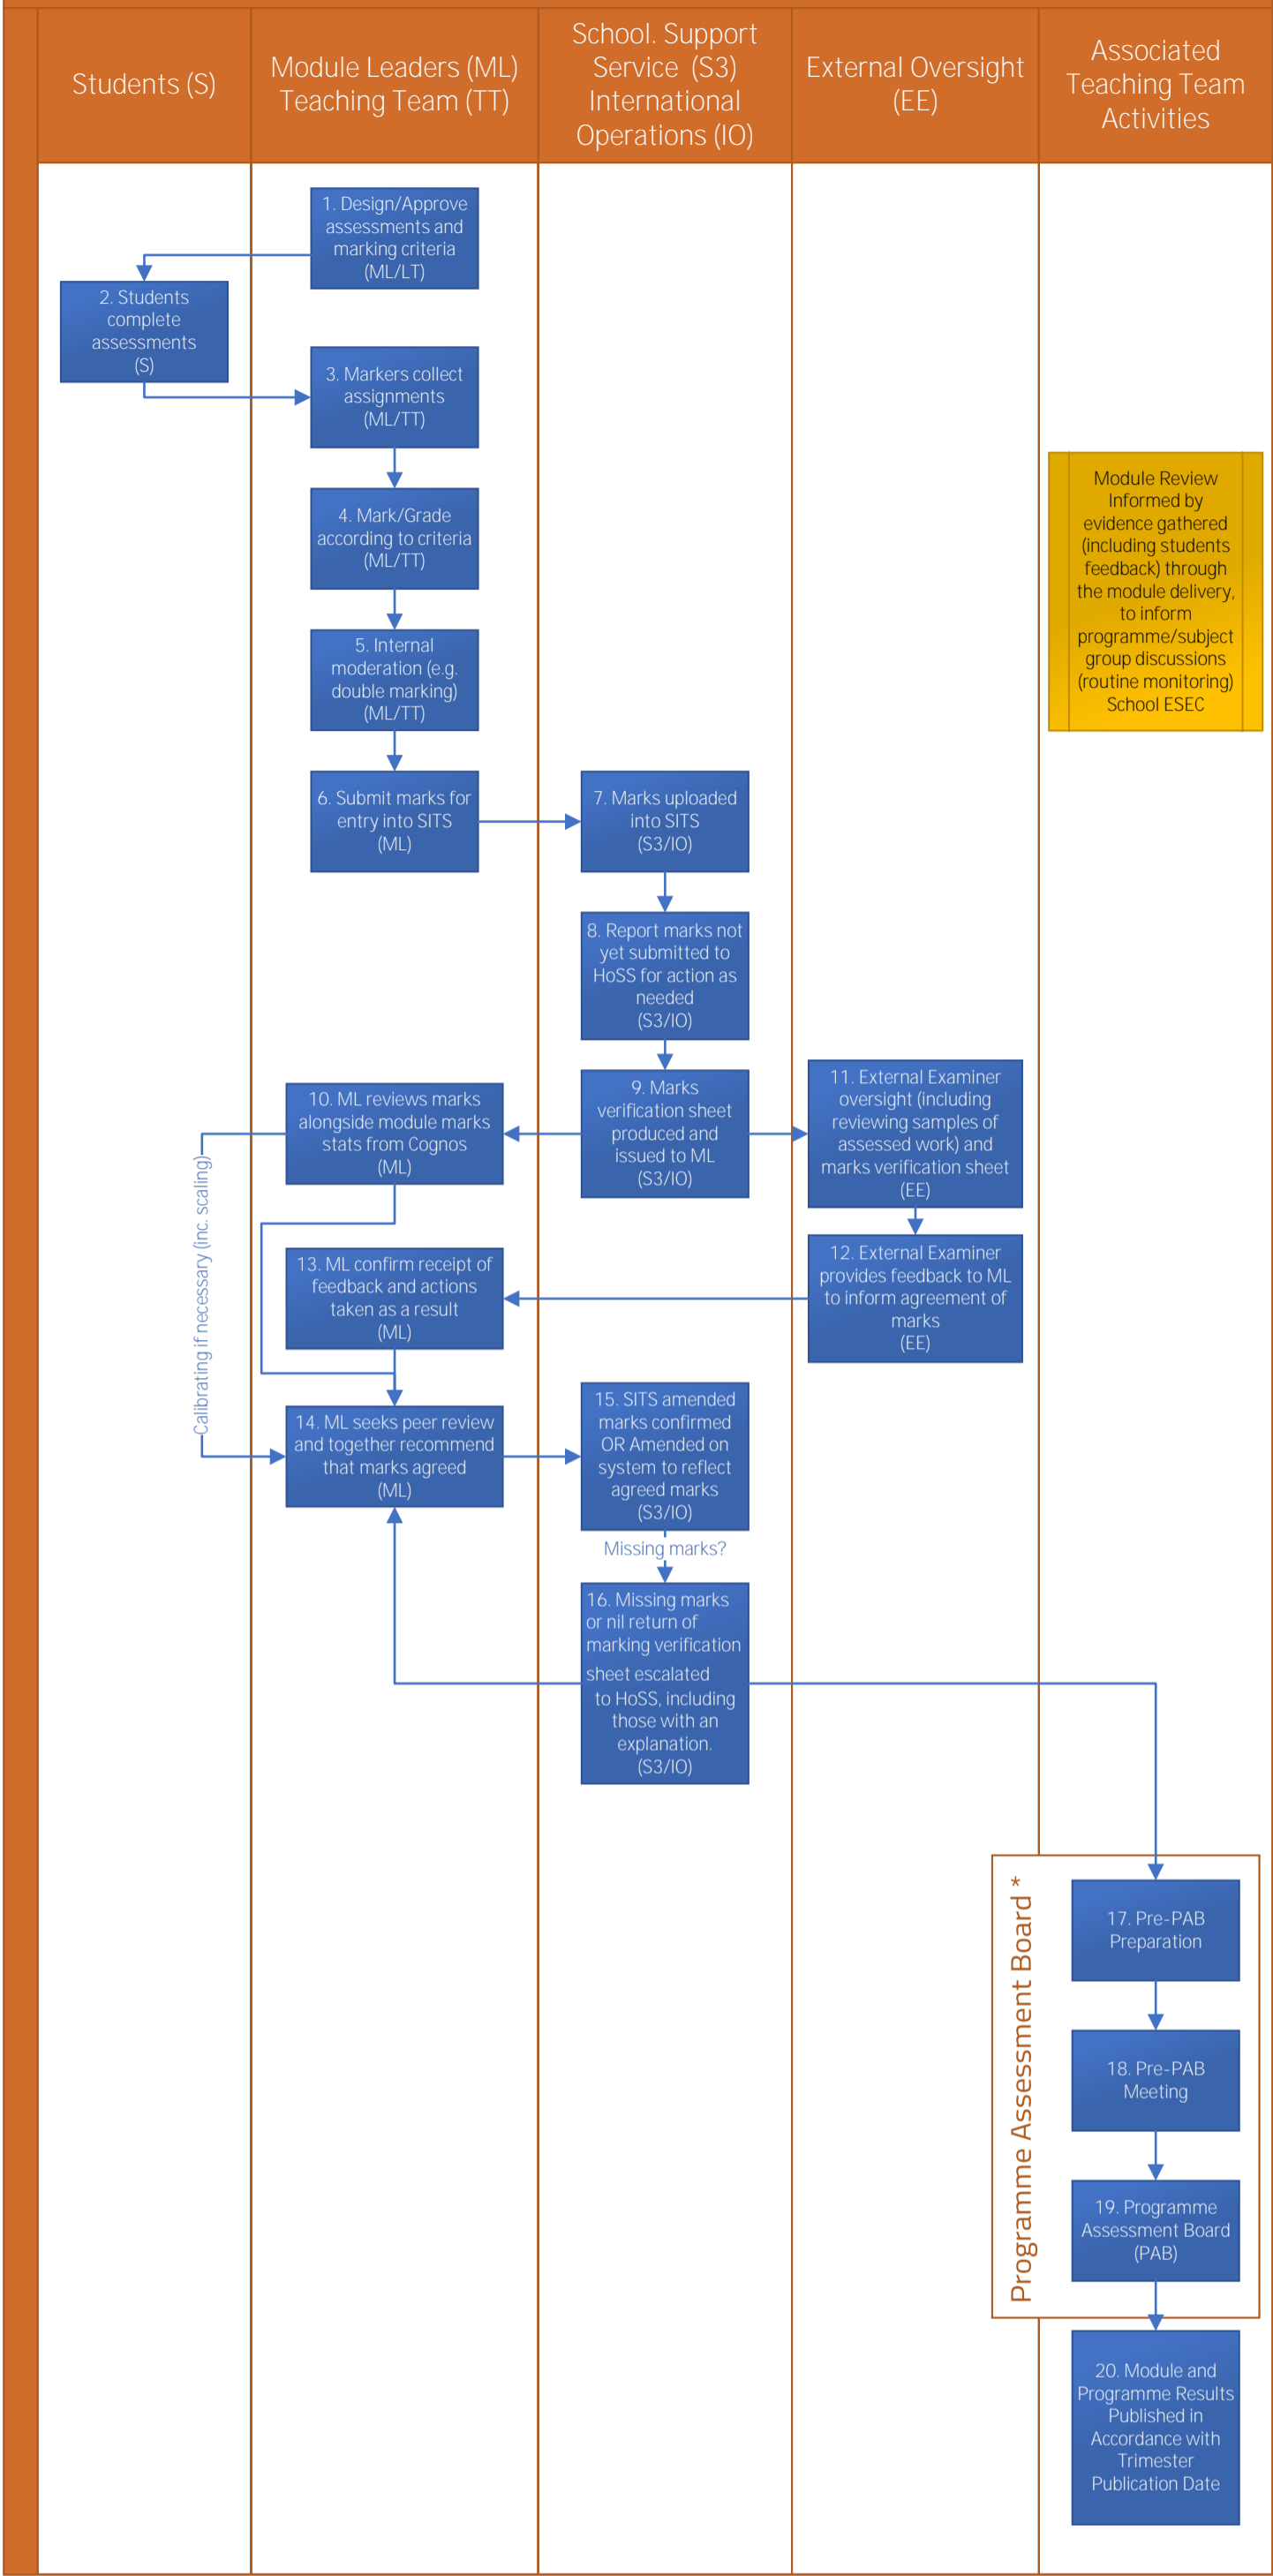 Students (S)
Module Leaders (ML)
Teaching Team (TT)
School. Support
Service (S3)
International
Operations (IO)
External Oversight
(EE)
Associated
Teaching Team
Activities
1. Design/Approve
assessments and
marking criteria
(ML/LT)
2. Students
complete
assessments
(S)
3. Markers collect
assignments
(ML/TT)
4. Mark/Grade
according to criteria
(ML/TT)
Module Review
Informed by
evidence gathered
(including students
feedback) through
the module delivery,
to inform
programme/subject
group discussions
(routine monitoring)
School ESEC
5. Internal
moderation (e.g.
double marking)
(ML/TT)
6. Submit marks for
entry into SITS
(ML)
7. Marks uploaded
into SITS
(S3/IO)
8. Report marks not
yet submitted to
HoSS for action as
needed
(S3/IO)
9. Marks
verification sheet
produced and
issued to ML
(S3/IO)
10. ML reviews marks
alongside module marks
stats from Cognos
(ML)
11. External Examiner
oversight (including
reviewing samples of
assessed work) and
marks verification sheet
(EE)
Calibrating if necessary (inc. scaling)
12. External Examiner
provides feedback to ML
to inform agreement of
marks
(EE)
13. ML confirm receipt of
feedback and actions
taken as a result
(ML)
14. ML seeks peer review
and together recommend
that marks agreed
(ML)
15. SITS amended
marks confirmed
OR Amended on
system to reflect
agreed marks
(S3/IO)
Missing marks?
16. Missing marks
or nil return of
marking verification
sheet escalated
to HoSS, including
those with an
explanation.
(S3/IO)
Programme Assessment Board *
17. Pre-PAB
Preparation
18. Pre-PAB
Meeting
19. Programme
Assessment Board
(PAB)
20. Module and
Programme Results
Published in
Accordance with
Trimester
Publication Date